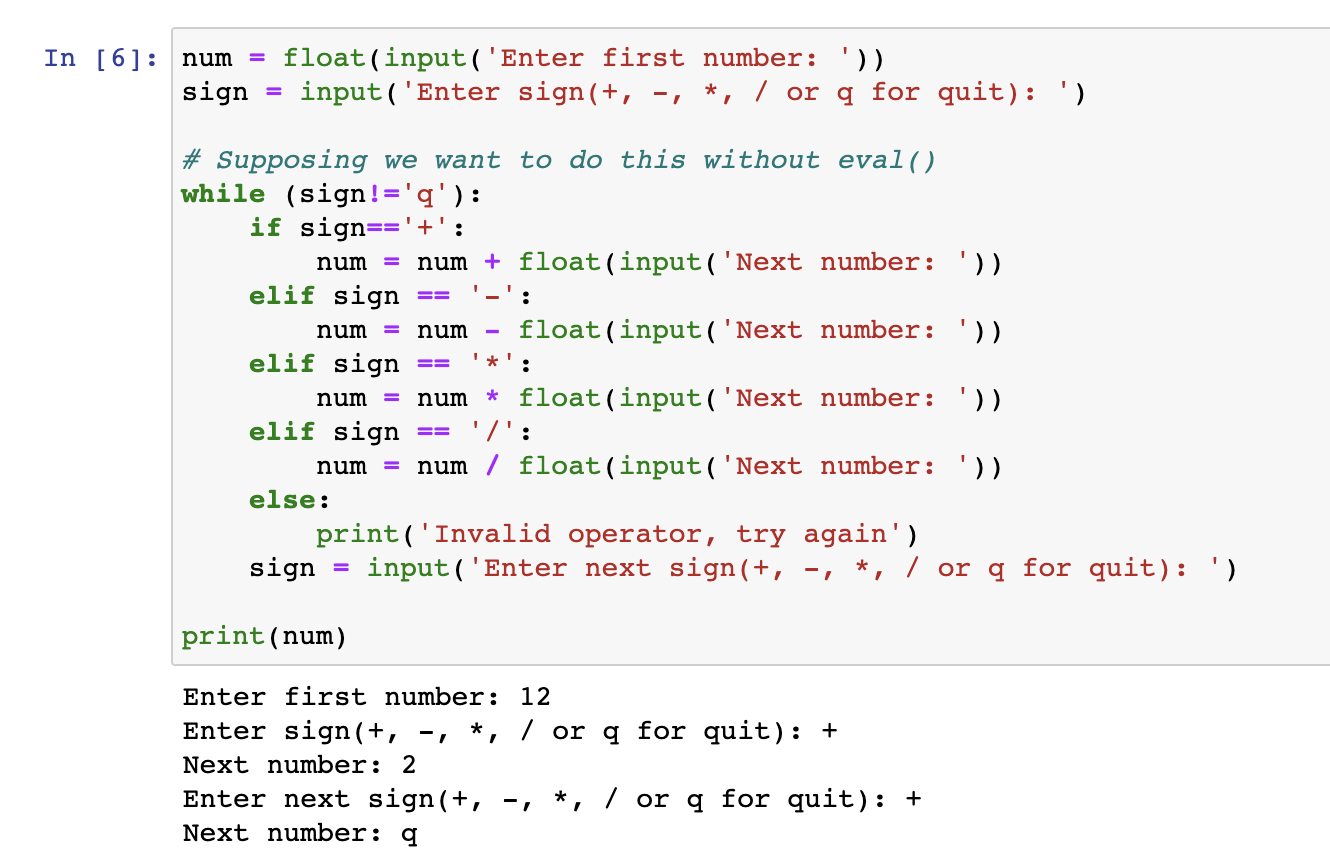 In [6]: num = float(input('Enter first number: '))
sign = input('Enter sign(+, -, *, / or q for quit): ')
# Supposing we want to do this without eval()
while (sign!='q'):
    if sign=='+':
        num = num + float(input('Next number: '))
    elif sign == '-':
        num = num - float(input('Next number: '))
    elif sign == '*':
        num = num * float(input('Next number: '))
    elif sign == '/':
        num = num / float(input('Next number: '))
    else:
        print('Invalid operator, try again')
    sign = input('Enter next sign(+, -, *, / or q for quit): ')
print(num)
Enter first number: 12
Enter sign(+, -, *, / or q for quit): +
Next number: 2
Enter next sign(+, -, *, / or q for quit): +
Next number: q